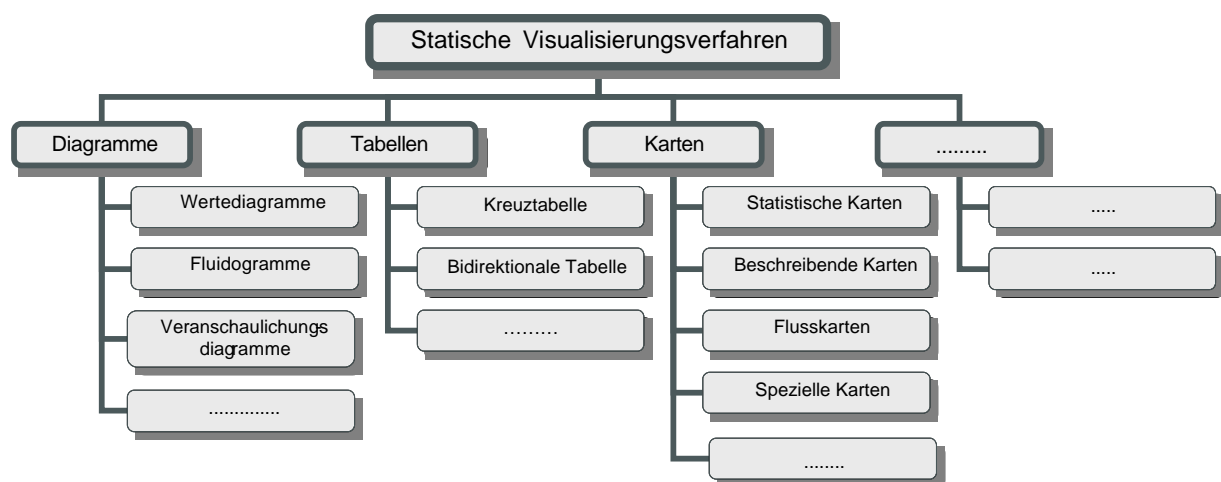 Statische Visualisierungsverfahren
Diagramme
Wertediagramme
Fluidogramme
Veranschaulichungs
diagramme
..............
Tabellen
Kreuztabelle
Bidirektionale Tabelle
.........
Karten
Statistische Karten
Beschreibende Karten
Flusskarten
Spezielle Karten
........
.........
.....
.....